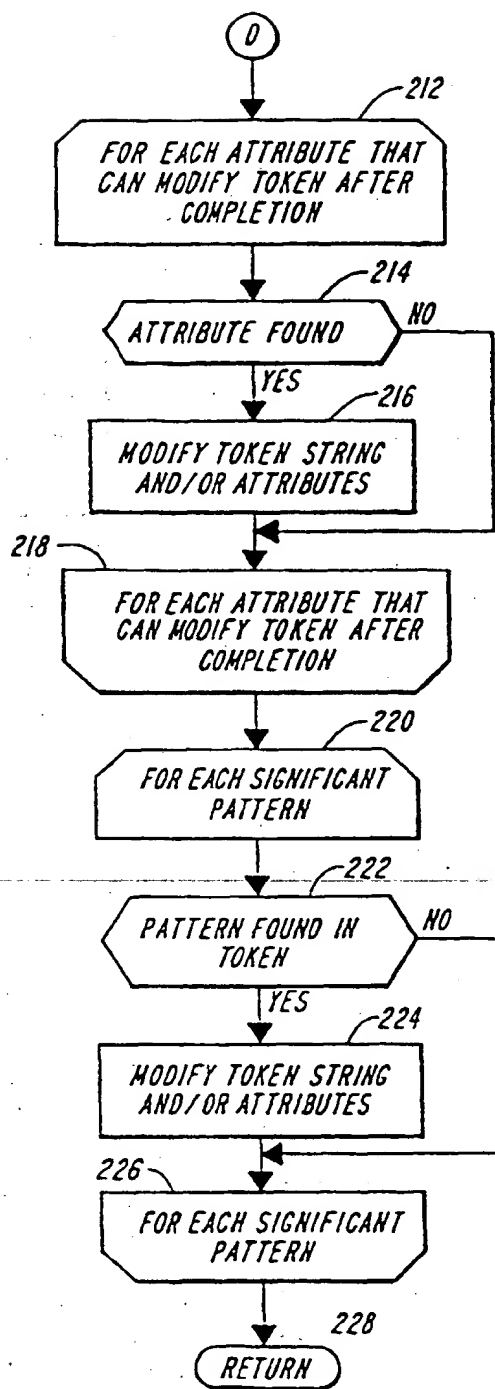 D
212
FOR EACH ATTRIBUTE THAT
CAN MODIFY TOKEN AFTER
COMPLETION
214
ATTRIBUTE FOUND
NO
YES
216
MODIFY TOKEN STRING
AND/OR ATTRIBUTES
218
FOR EACH ATTRIBUTE THAT
CAN MODIFY TOKEN AFTER
COMPLETION
220
FOR EACH SIGNIFICANT
PATTERN
222
PATTERN FOUND IN
TOKEN
NO
YES
224
MODIFY TOKEN STRING
AND/OR ATTRIBUTES
226
FOR EACH SIGNIFICANT
PATTERN
228
RETURN